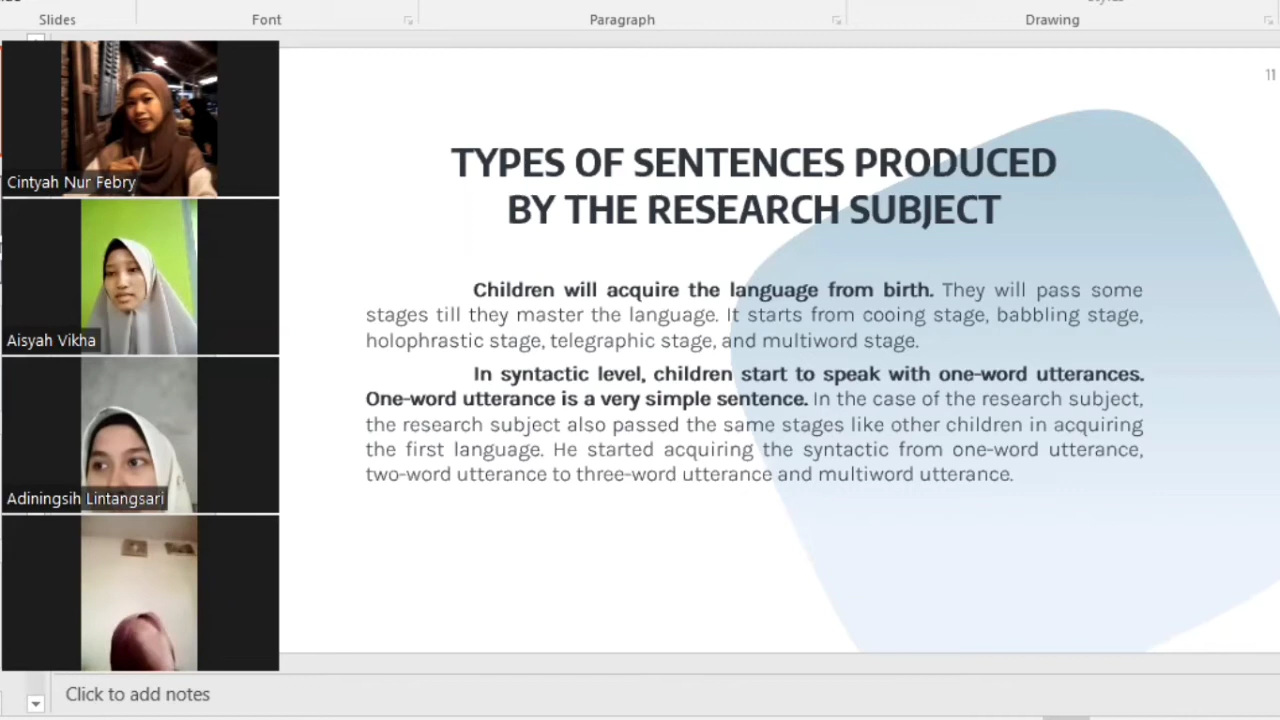 Slides Font Paragraph Drawing
11
TYPES OF SENTENCES PRODUCED
BY THE RESEARCH SUBJECT
Children will acquire the language from birth. They will pass some
stages till they master the language. It starts from cooing stage, babbling stage,
holophrastic stage, telegraphic stage, and multiword stage.
In syntactic level, children start to speak with one-word utterances.
One-word utterance is a very simple sentence. In the case of the research subject,
the research subject also passed the same stages like other children in acquiring
the first language. He started acquiring the syntactic from one-word utterance,
two-word utterance to three-word utterance and multiword utterance.
Cintyah Nur Febry
Aisyah Vikha
Adiningsih Lintangsari
Click to add notes